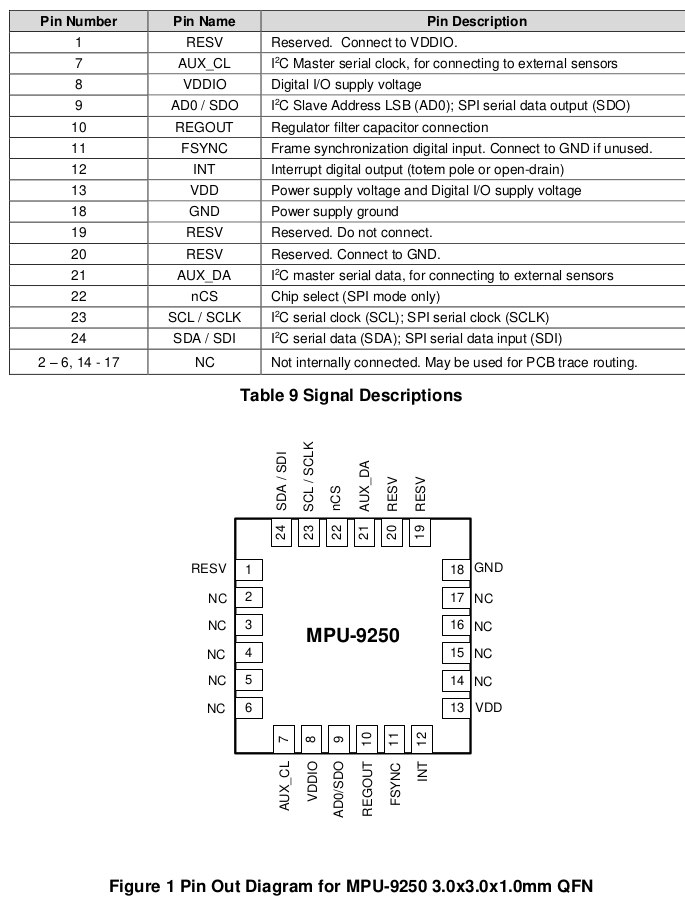 Pin Number Pin Name Pin Description
1 RESV Reserved. Connect to VDDIO.
7 AUX_CL I²C Master serial clock, for connecting to external sensors
8 VDDIO Digital I/O supply voltage
9 AD0 / SDO I²C Slave Address LSB (AD0); SPI serial data output (SDO)
10 REGOUT Regulator filter capacitor connection
11 FSYNC Frame synchronization digital input. Connect to GND if unused.
12 INT Interrupt digital output (totem pole or open-drain)
13 VDD Power supply voltage and Digital I/O supply voltage
18 GND Power supply ground
19 RESV Reserved. Do not connect.
20 RESV Reserved. Connect to GND.
21 AUX_DA I²C master serial data, for connecting to external sensors
22 nCS Chip select (SPI mode only)
23 SCL / SCLK I²C serial clock (SCL); SPI serial clock (SCLK)
24 SDA / SDI I²C serial data (SDA); SPI serial data input (SDI)
2 – 6, 14 - 17 NC Not internally connected. May be used for PCB trace routing.
Table 9 Signal Descriptions
SDA / SDI SCL / SCLK nCS AUX_DA RESV RESV
24 23 22 21 20 19
RESV 1 18 GND
NC 2 17 NC
NC 3 16 NC
MPU-9250
NC 4 15 NC
NC 5 14 NC
NC 6 13 VDD
7 8 9 10 11 12
AUX_CL VDDIO AD0/SDO REGOUT FSYNC INT
Figure 1 Pin Out Diagram for MPU-9250 3.0x3.0x1.0mm QFN